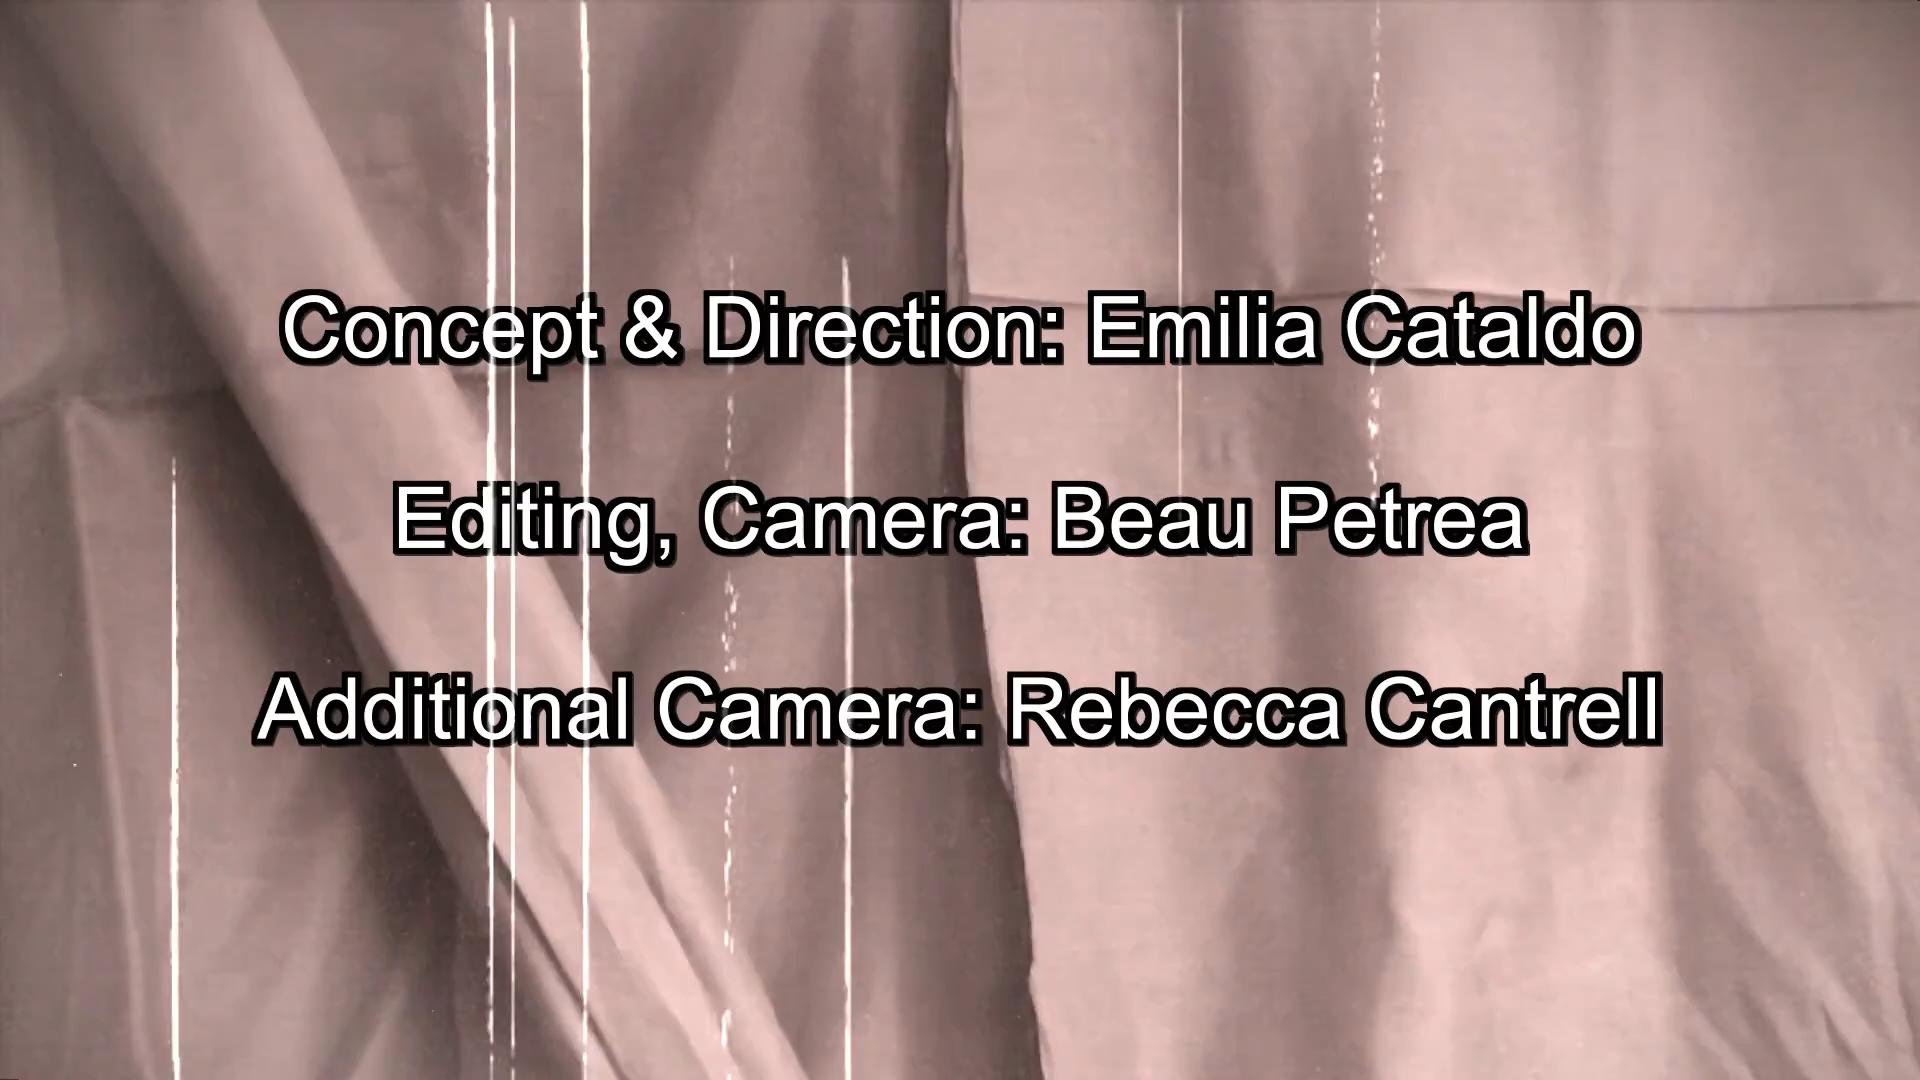 Concept & Direction: Emilia Cataldo
Editing, Camera: Beau Petrea
Additional Camera: Rebecca Cantrell